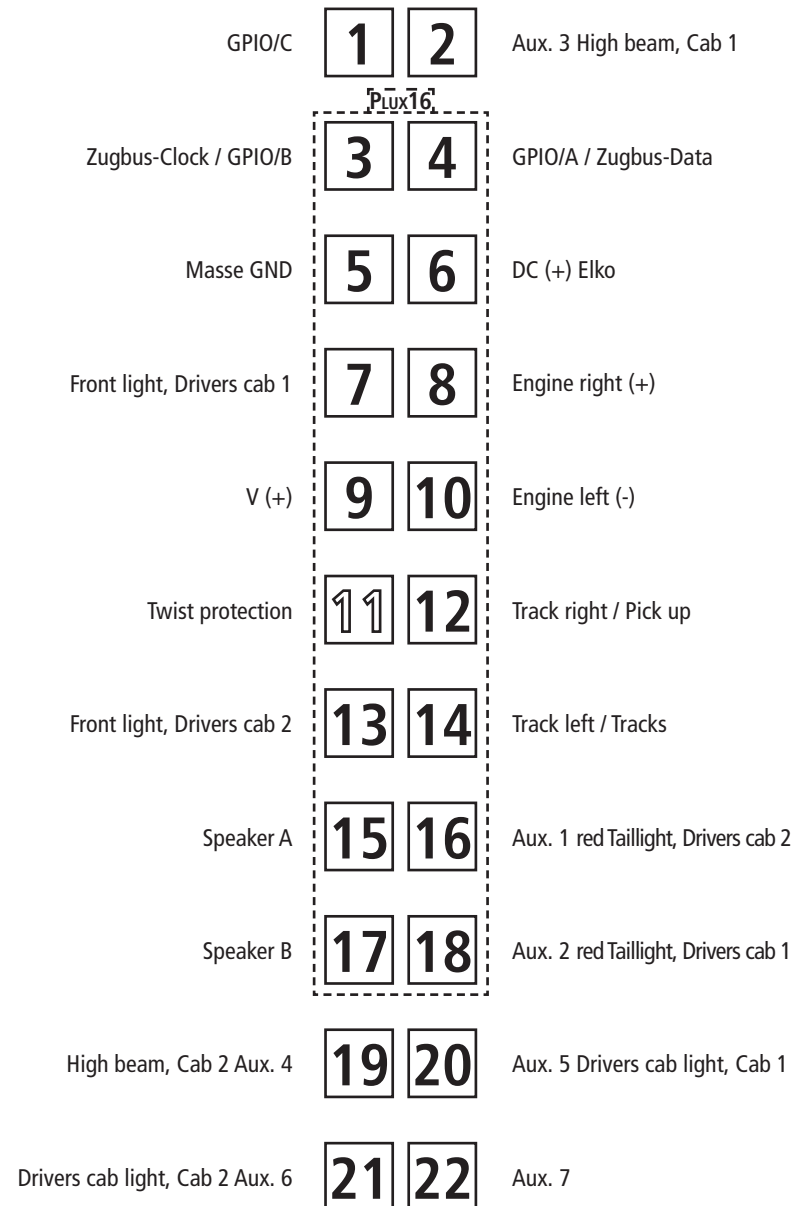 GPIO/C 1 2 Aux. 3 High beam, Cab 1
PLUX16
Zugbus-Clock / GPIO/B 3 4 GPIO/A / Zugbus-Data
Masse GND 5 6 DC (+) Elko
Front light, Drivers cab 1 7 8 Engine right (+)
V (+) 9 10 Engine left (-)
Twist protection 11 12 Track right / Pick up
Front light, Drivers cab 2 13 14 Track left / Tracks
Speaker A 15 16 Aux. 1 red Taillight, Drivers cab 2
Speaker B 17 18 Aux. 2 red Taillight, Drivers cab 1
High beam, Cab 2 Aux. 4 19 20 Aux. 5 Drivers cab light, Cab 1
Drivers cab light, Cab 2 Aux. 6 21 22 Aux. 7